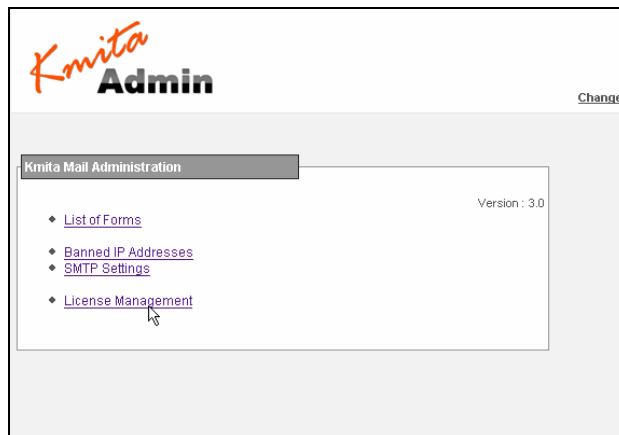 Kmita
Admin
Change
Kmita Mail Administration
Version : 3.0
List of Forms
Banned IP Addresses
SMTP Settings
License Management